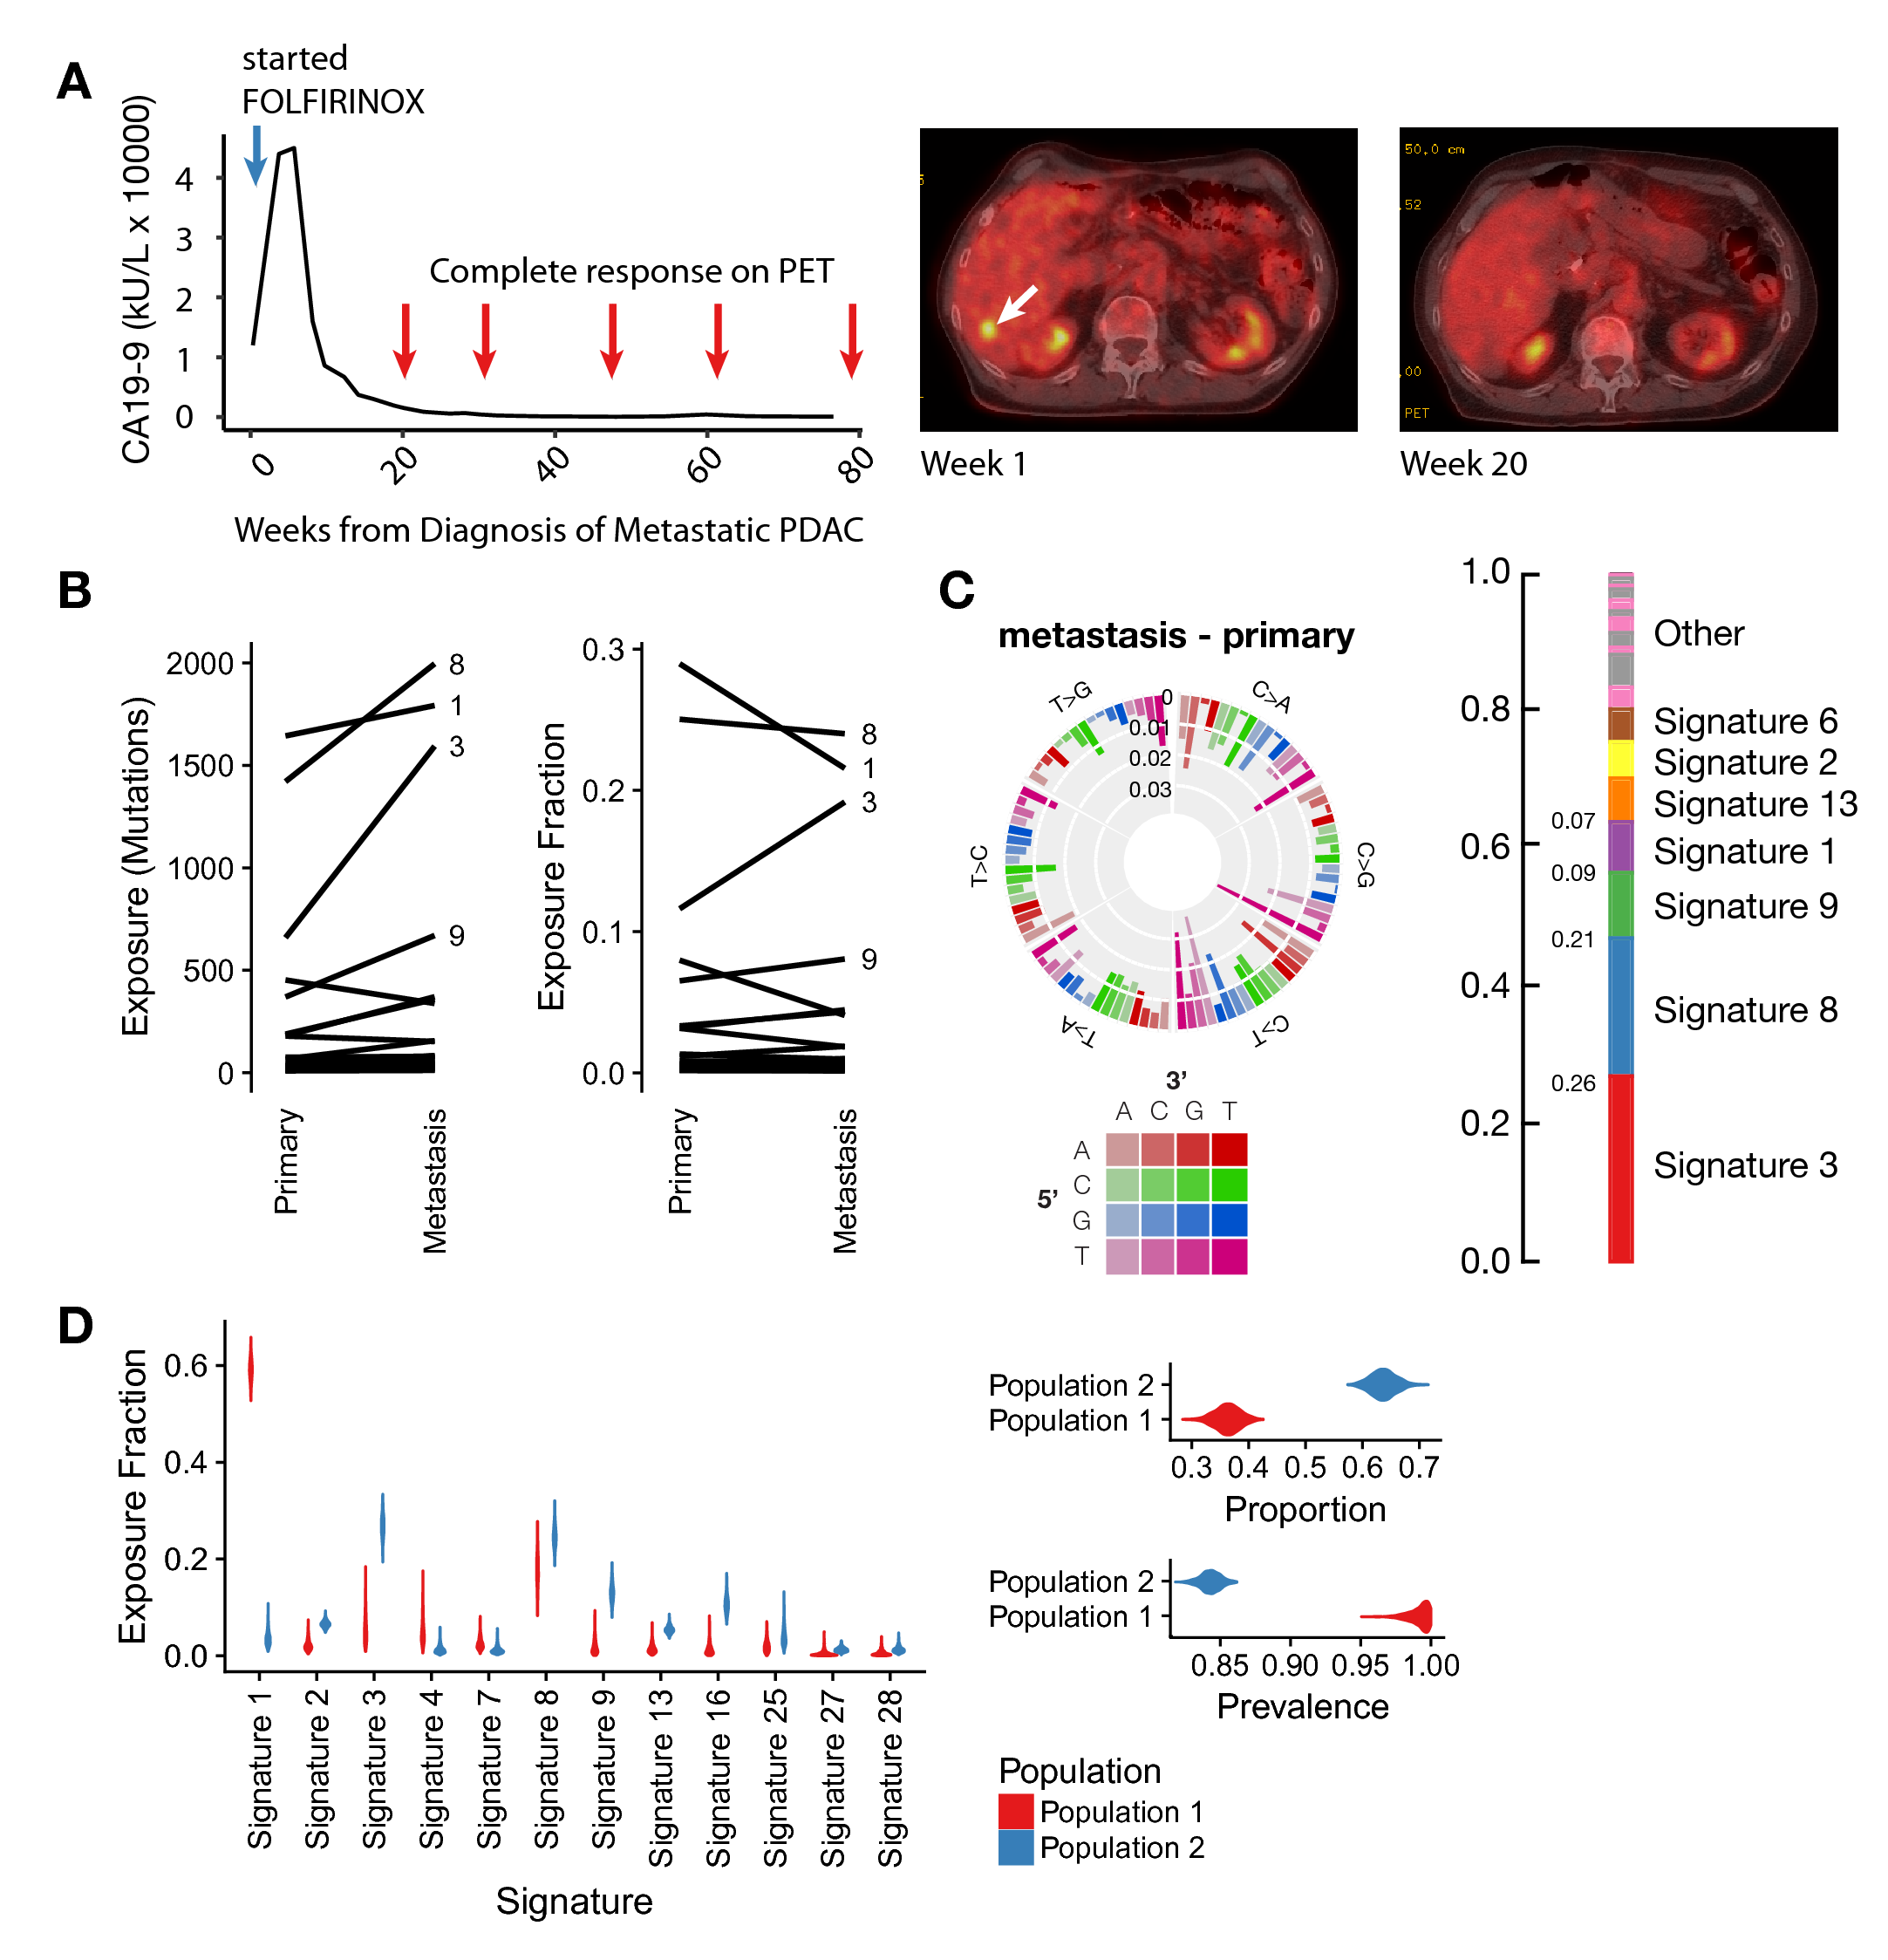 A
started
FOLFIRINOX
CA19-9 (kU/L x 10000)
4
3
2
1
0
Complete response on PET
0 20 40 60 80
Weeks from Diagnosis of Metastatic PDAC
5
Week 1
50.0 cm
52
00
PET
Week 20
B
Exposure (Mutations)
2000
1500
1000
500
0
8
1
3
9
Primary
Metastasis
Exposure Fraction
0.3
0.2
0.1
0.0
8
1
3
9
Primary
Metastasis
C
metastasis - primary
0
0.01
0.02
0.03
C>A
C>G
C>T
T>A
T>C
T>G
3’
A C G T
5’
A
C
G
T
1.0
0.8
0.6
0.4
0.2
0.0
0.07
0.09
0.21
0.26
Other
Signature 6
Signature 2
Signature 13
Signature 1
Signature 9
Signature 8
Signature 3
D
Exposure Fraction
0.6
0.4
0.2
0.0
Signature 1
Signature 2
Signature 3
Signature 4
Signature 7
Signature 8
Signature 9
Signature 13
Signature 16
Signature 25
Signature 27
Signature 28
Signature
Population 2
Population 1
0.3 0.4 0.5 0.6 0.7
Proportion
Population 2
Population 1
0.85 0.90 0.95 1.00
Prevalence
Population
Population 1
Population 2